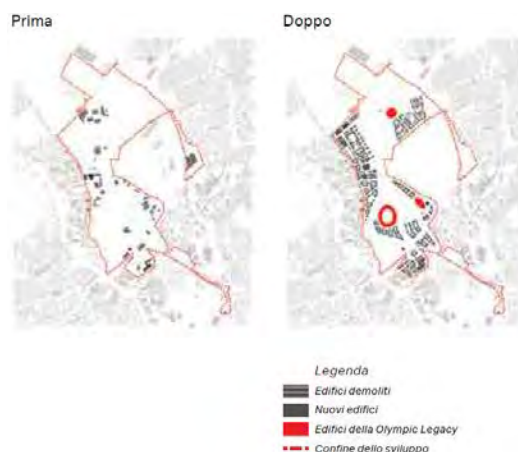 Prima
Doppo
Legenda
Edifici demoliti
Nuovi edifici
Edifici della Olympic Legacy
Confine dello sviluppo